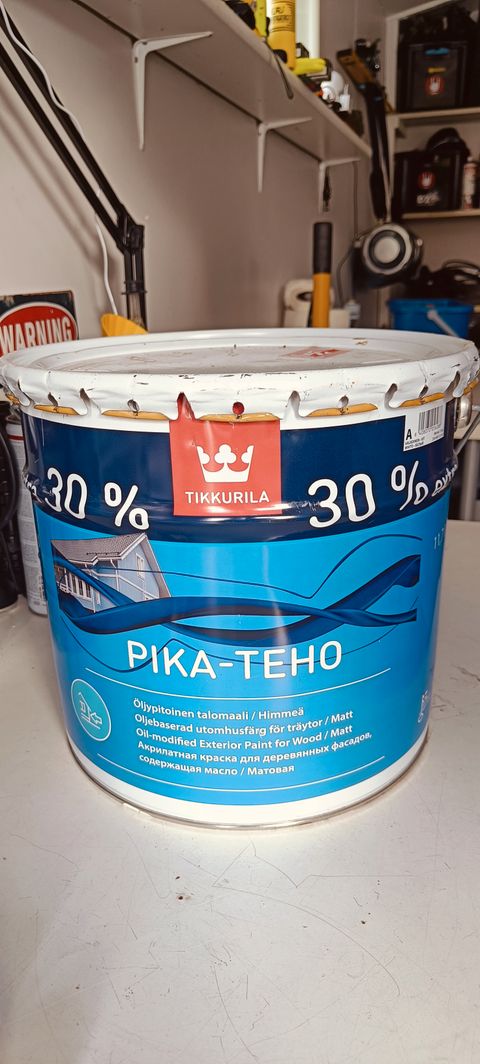 WARNING
A
TIKKURILA
30 %
30 %
PIKA-TEHO
Öljypitoinen talomaali / Himmeä
Oljebaserad utomhusfärg för träytor / Matt
Oil-modified Exterior Paint for Wood / Matt
Акрилатная краска для деревянных фасадов,
содержащая масло / Матовая